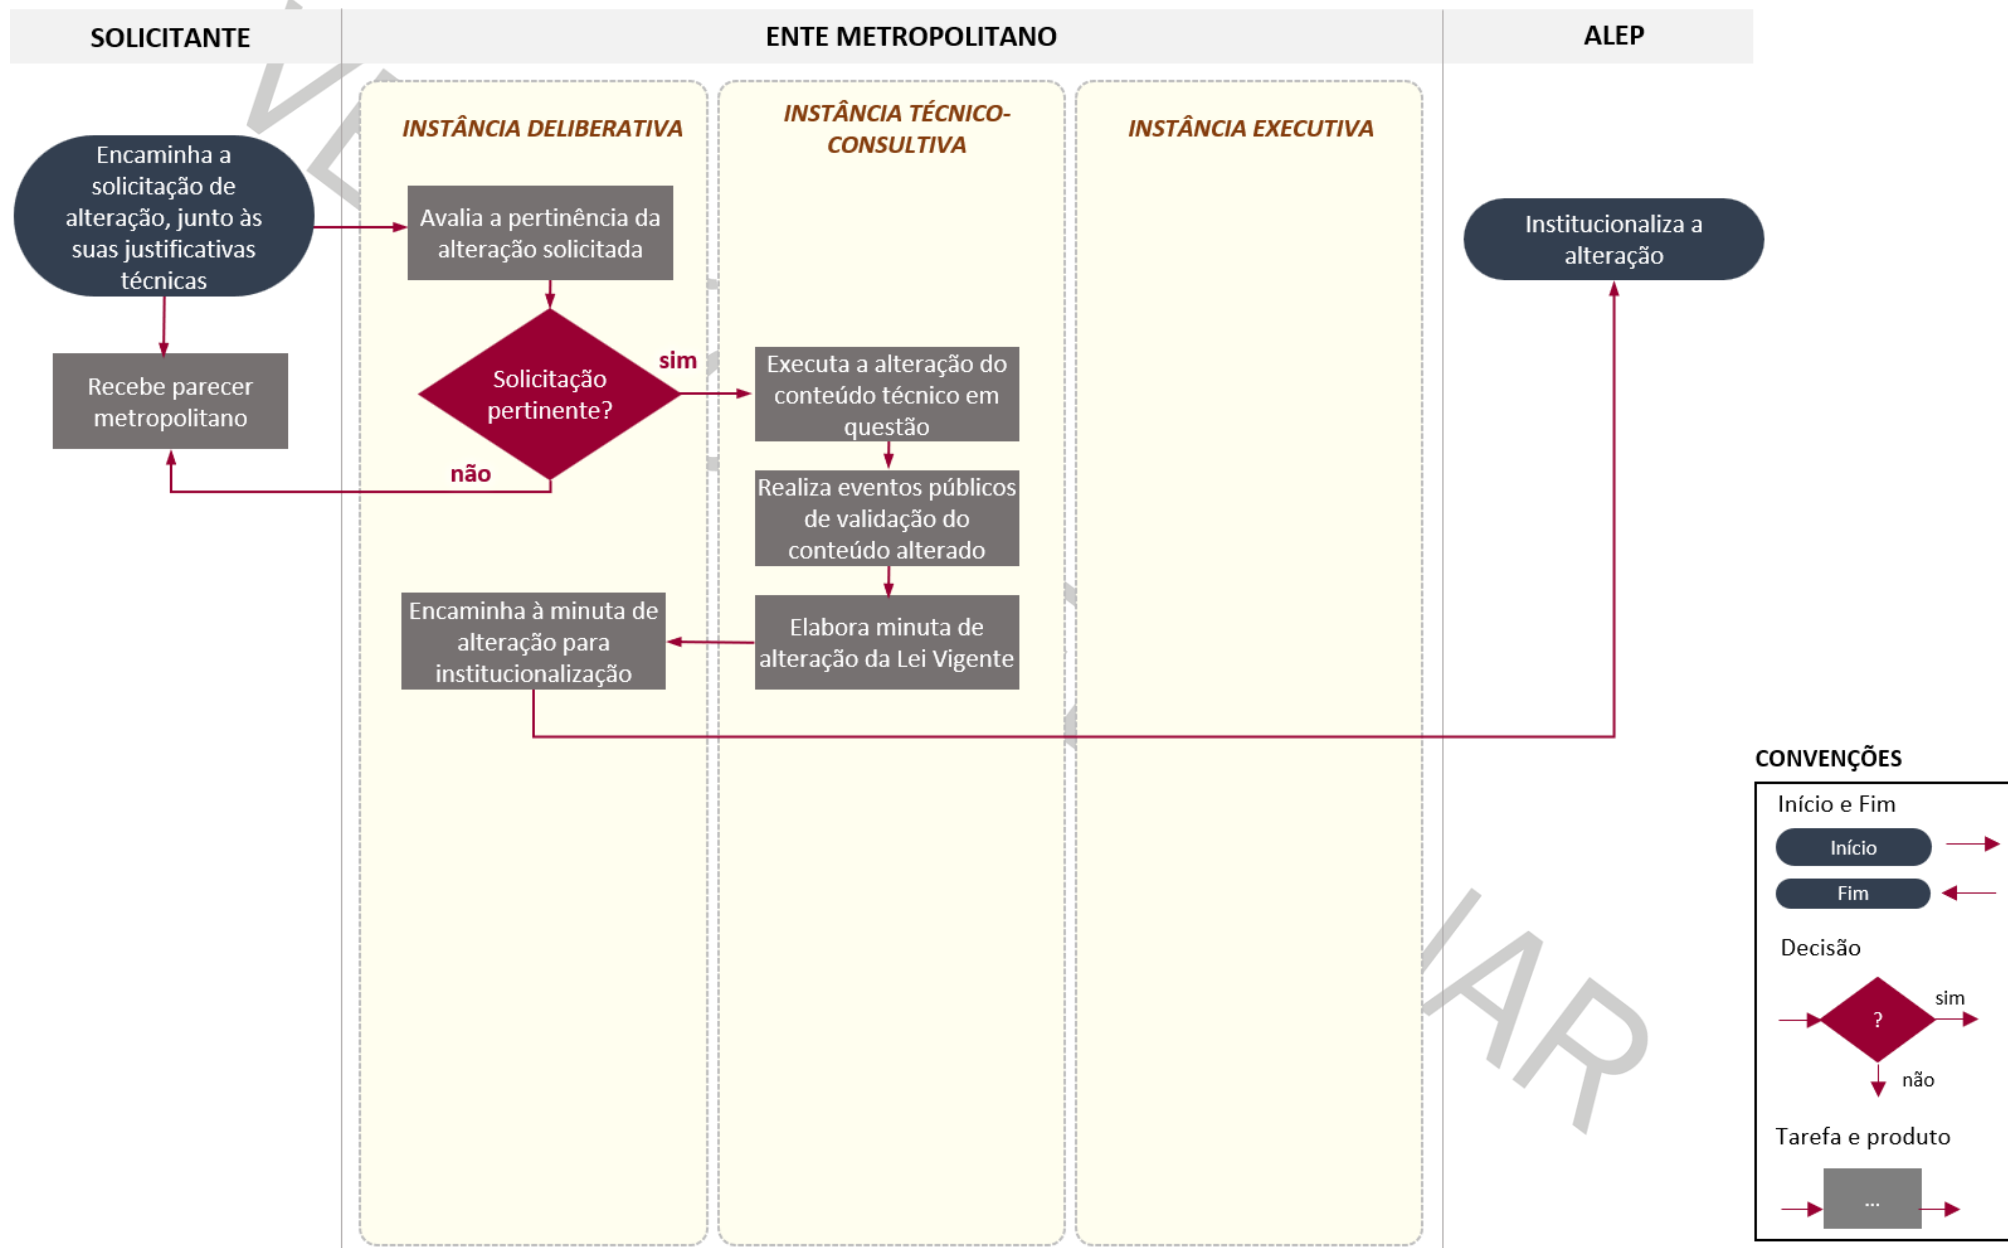 SOLICITANTE
ENTE METROPOLITANO
ALEP
INSTÂNCIA DELIBERATIVA
INSTÂNCIA TÉCNICO-
CONSULTIVA
INSTÂNCIA EXECUTIVA
Encaminha a
solicitação de
alteração, junto às
suas justificativas
técnicas
Avalia a pertinência da
alteração solicitada
Institucionaliza a
alteração
Recebe parecer
metropolitano
Solicitação
pertinente?
sim
não
Executa a alteração do
conteúdo técnico em
questão
Realiza eventos públicos
de validação do
conteúdo alterado
Elabora minuta de
alteração da Lei Vigente
Encaminha à minuta de
alteração para
institucionalização
CONVENÇÕES
Início e Fim
Início
Fim
Decisão
?
sim
não
Tarefa e produto
...